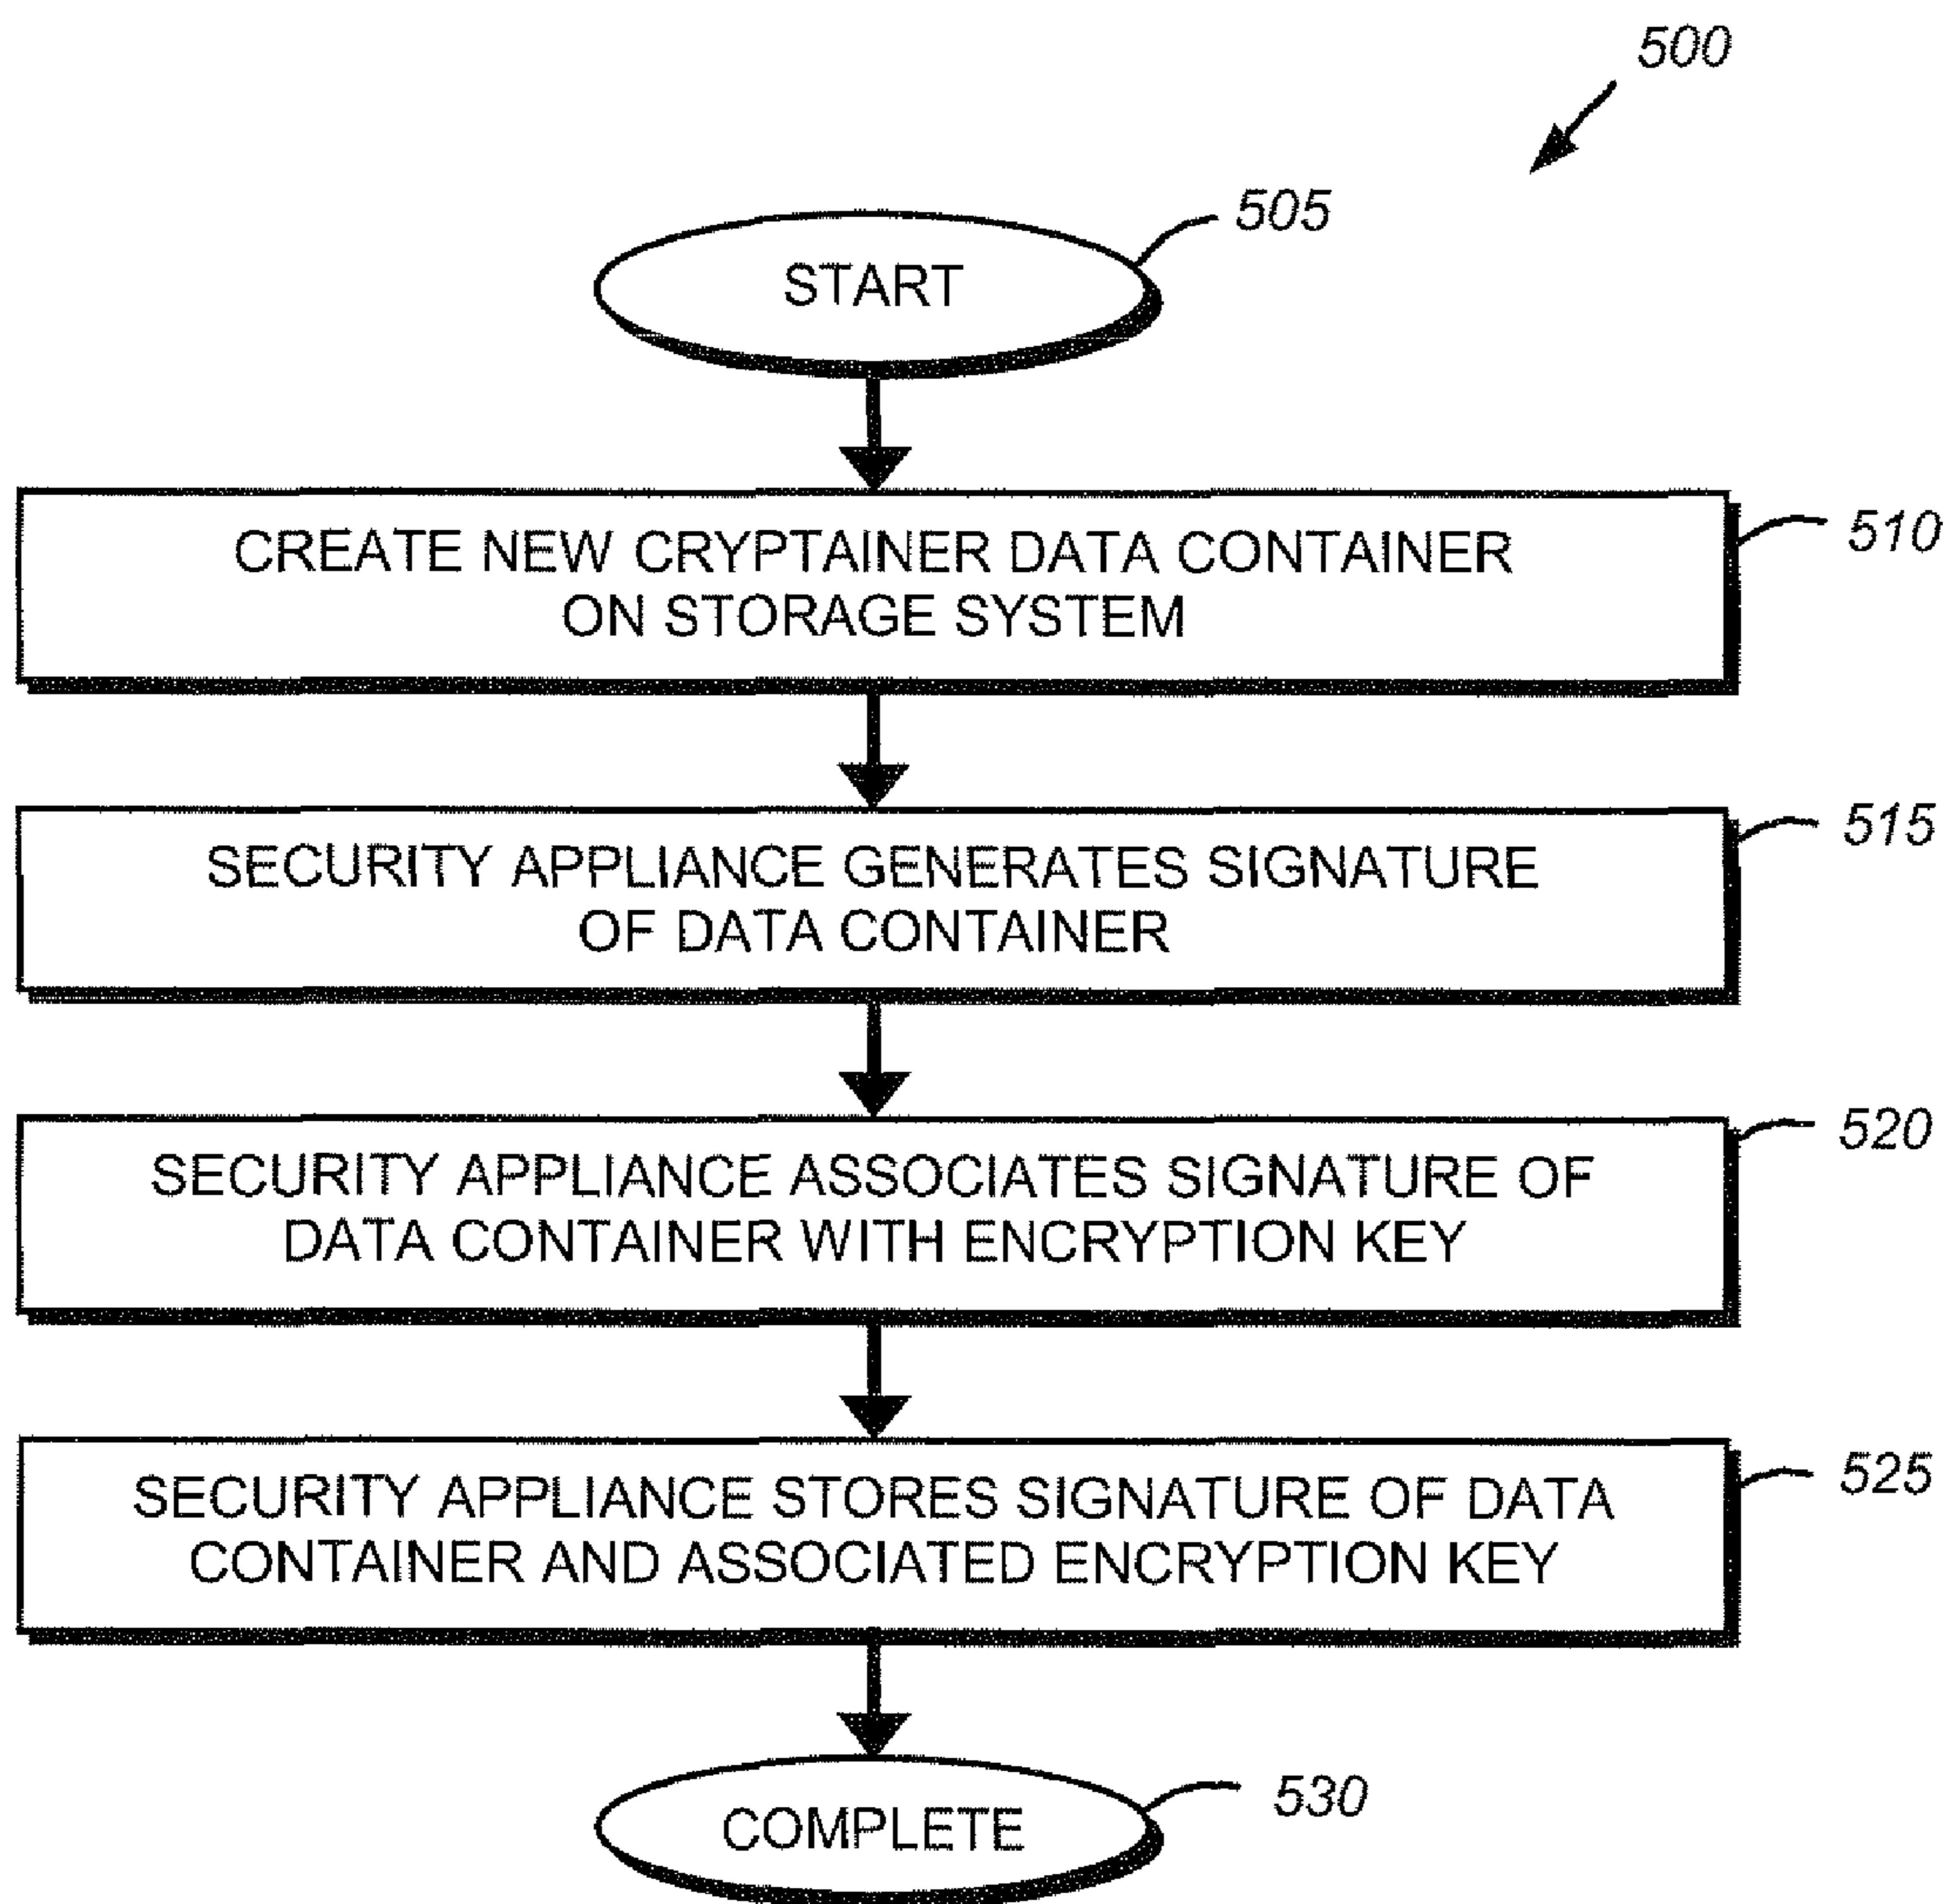 500
505
START
510
CREATE NEW CRYPTAINER DATA CONTAINER
ON STORAGE SYSTEM
515
SECURITY APPLIANCE GENERATES SIGNATURE
OF DATA CONTAINER
520
SECURITY APPLIANCE ASSOCIATES SIGNATURE OF
DATA CONTAINER WITH ENCRYPTION KEY
525
SECURITY APPLIANCE STORES SIGNATURE OF DATA
CONTAINER AND ASSOCIATED ENCRYPTION KEY
530
COMPLETE